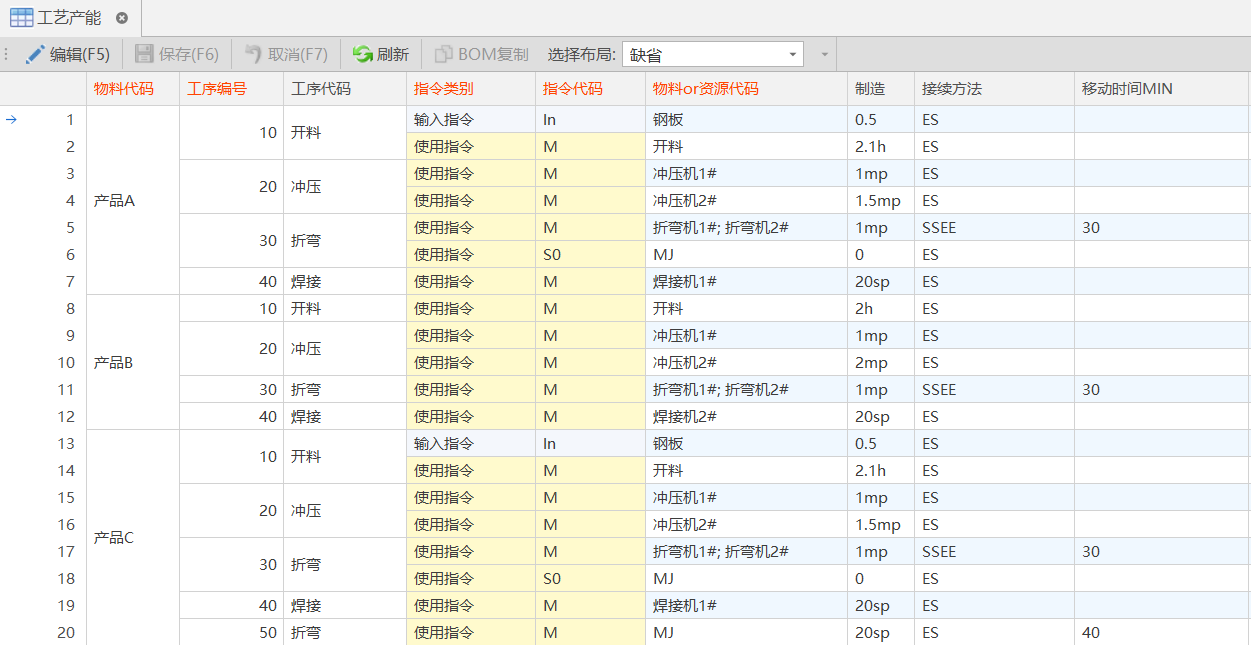 工艺产能
编辑(F5) 保存(F6) 取消(F7) 刷新 BOM复制 选择布局: 缺省
物料代码 工序编号 工序代码 指令类别 指令代码 物料or资源代码 制造 接续方法 移动时间MIN
1 产品A 10 开料 输入指令 In 钢板 0.5 ES
2 使用指令 M 开料 2.1h ES
3 20 冲压 使用指令 M 冲压机1# 1mp ES
4 使用指令 M 冲压机2# 1.5mp ES
5 30 折弯 使用指令 M 折弯机1#; 折弯机2# 1mp SSEE 30
6 使用指令 S0 MJ 0 ES
7 40 焊接 使用指令 M 焊接机1# 20sp ES
8 产品B 10 开料 使用指令 M 开料 2h ES
9 20 冲压 使用指令 M 冲压机1# 1mp ES
10 使用指令 M 冲压机2# 2mp ES
11 30 折弯 使用指令 M 折弯机1#; 折弯机2# 1mp SSEE 30
12 40 焊接 使用指令 M 焊接机2# 20sp ES
13 产品C 10 开料 输入指令 In 钢板 0.5 ES
14 使用指令 M 开料 2.1h ES
15 20 冲压 使用指令 M 冲压机1# 1mp ES
16 使用指令 M 冲压机2# 1.5mp ES
17 30 折弯 使用指令 M 折弯机1#; 折弯机2# 1mp SSEE 30
18 使用指令 S0 MJ 0 ES
19 40 焊接 使用指令 M 焊接机1# 20sp ES
20 50 折弯 使用指令 M MJ 20sp ES 40